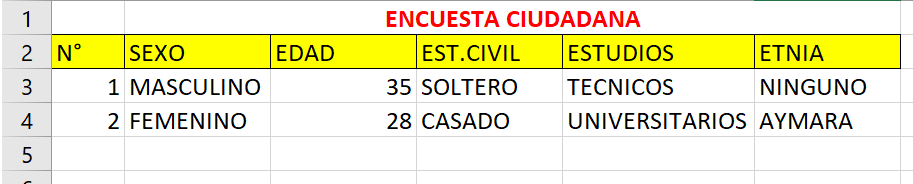 1 ENCUESTA CIUDADANA
2 N° SEXO EDAD EST.CIVIL ESTUDIOS ETNIA
3 1 MASCULINO 35 SOLTERO TECNICOS NINGUNO
4 2 FEMENINO 28 CASADO UNIVERSITARIOS AYMARA
5